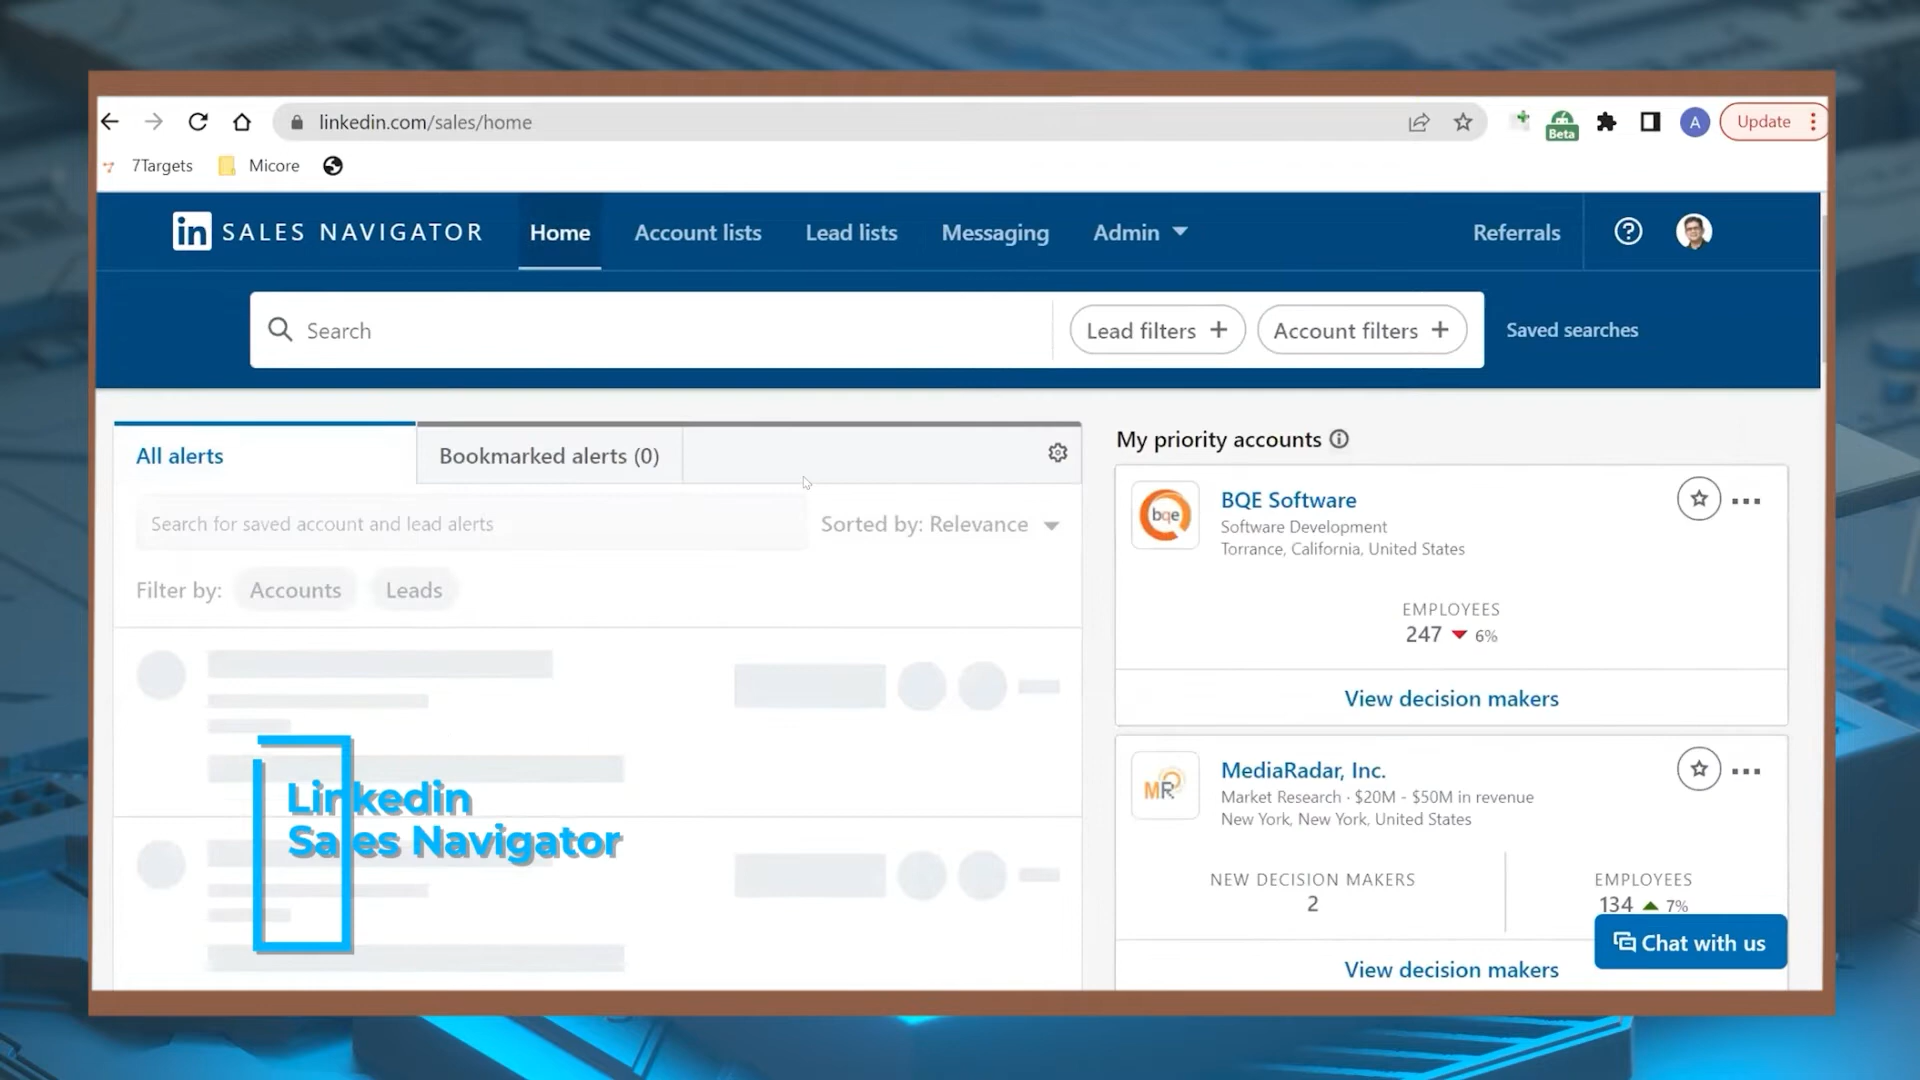 linkedin.com/sales/home
Beta
A
Update
7Targets
Micore
in SALES NAVIGATOR
Home
Account lists
Lead lists
Messaging
Admin
Referrals
?
Search
Lead filters +
Account filters +
Saved searches
All alerts
Bookmarked alerts (0)
Search for saved account and lead alerts
Sorted by: Relevance
Filter by:
Accounts
Leads
Linkedin
Sales Navigator
My priority accounts
bqe
BQE Software
Software Development
Torrance, California, United States
EMPLOYEES
247 ▼ 6%
View decision makers
MR
MediaRadar, Inc.
Market Research · $20M - $50M in revenue
New York, New York, United States
NEW DECISION MAKERS
2
EMPLOYEES
134 ▲ 7%
Chat with us
View decision makers